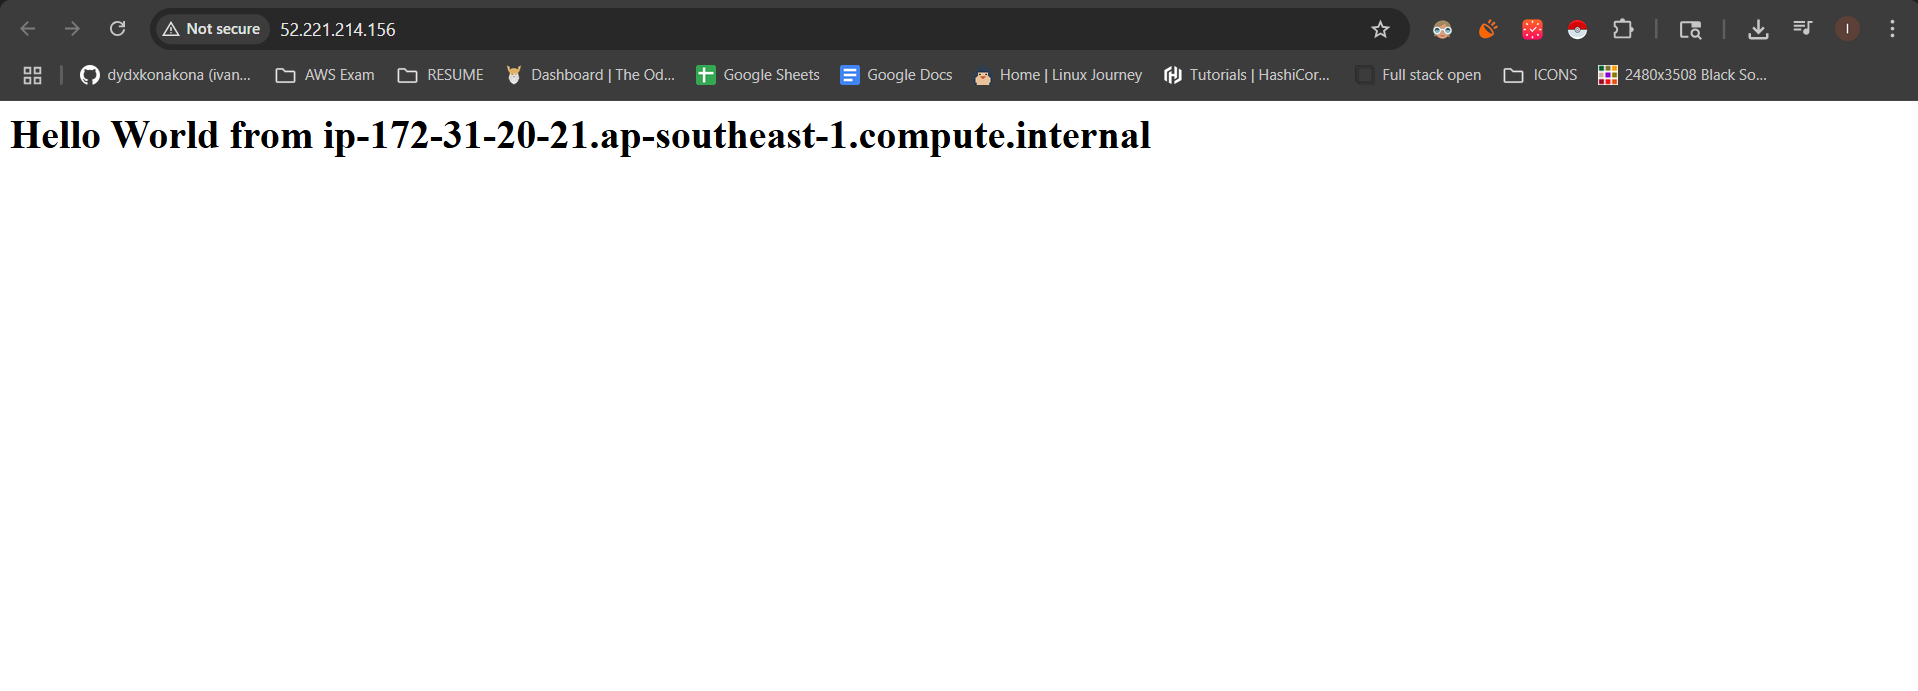 Not secure 52.221.214.156
I
dydxkonakona (ivan... AWS Exam RESUME Dashboard | The Od... Google Sheets Google Docs Home | Linux Journey Tutorials | HashiCor... Full stack open ICONS 2480x3508 Black So...
Hello World from ip-172-31-20-21.ap-southeast-1.compute.internal